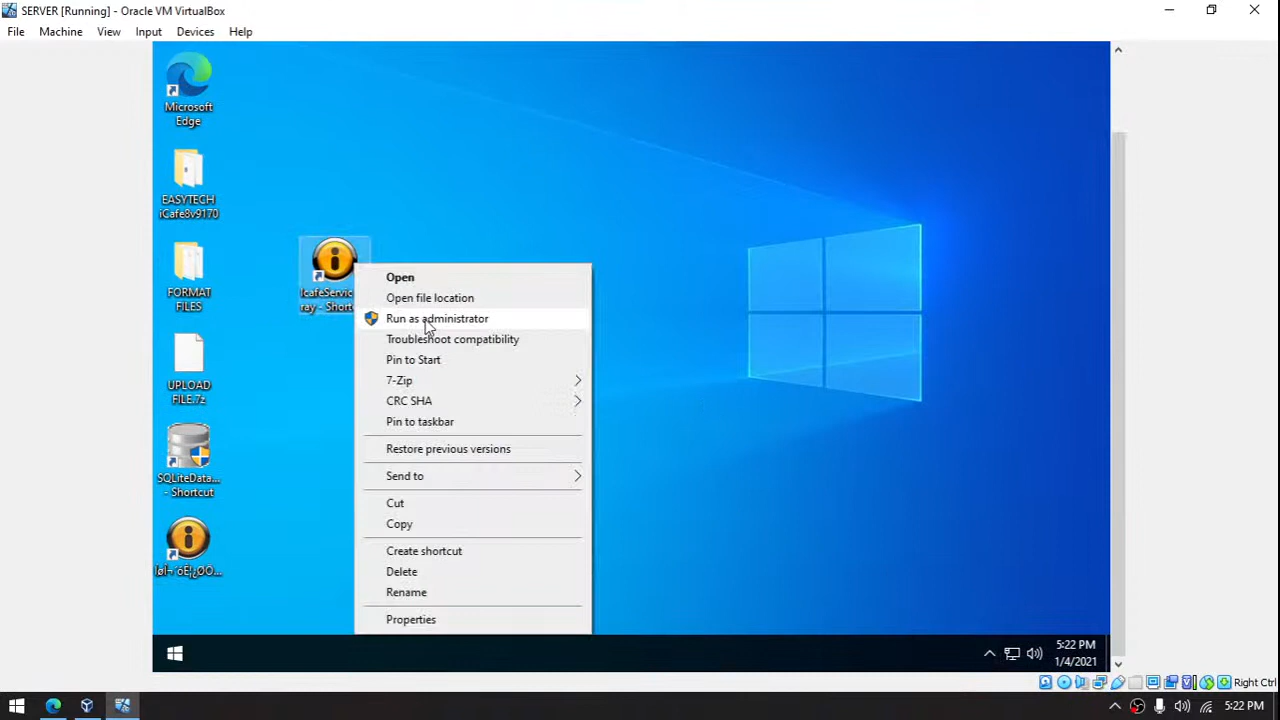 SERVER [Running] - Oracle VM VirtualBox
File Machine View Input Devices Help
Microsoft
Edge
EASYTECH
iCafe8v9170
FORMAT
FILES
UPLOAD
FILE.7z
SQLiteData...
- Shortcut
IcafeServic
ray - Short
Open
Open file location
Run as administrator
Troubleshoot compatibility
Pin to Start
7-Zip
CRC SHA
Pin to taskbar
Restore previous versions
Send to
Cut
Copy
Create shortcut
Delete
Rename
Properties
5:22 PM
1/4/2021
Right Ctrl
5:22 PM